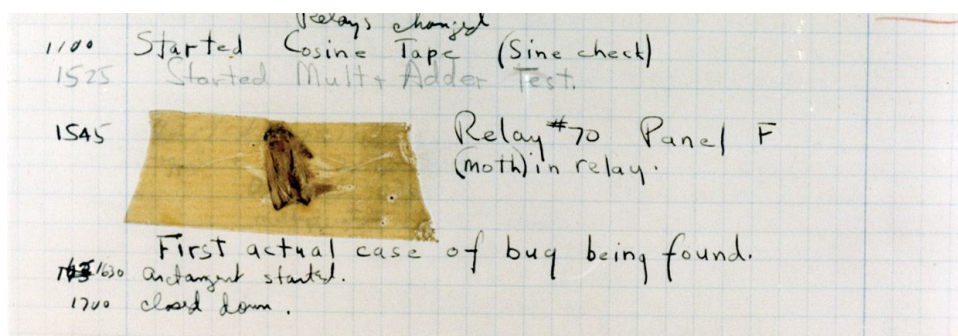 Relays changed
1100 Started Cosine Tape (Sine check)
1525 Started Mult + Adder Test.
1545 Relay #70 Panel F
(moth) in relay.
First actual case of bug being found.
1630 arctangent started.
1700 closed down.